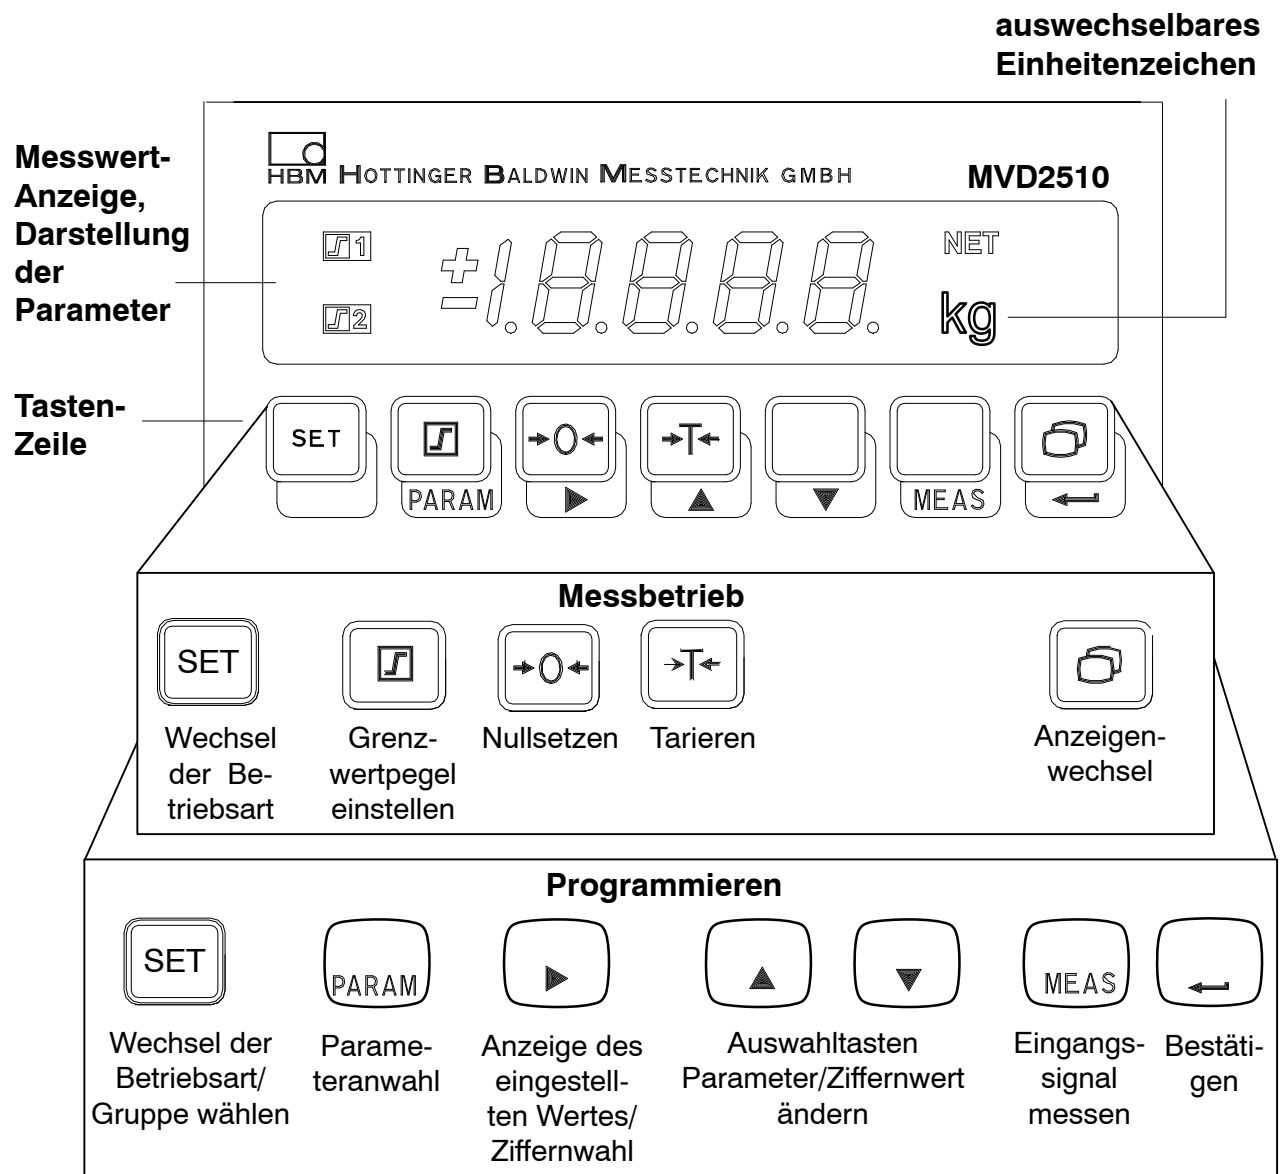 auswechselbares
Einheitenzeichen
Messwert-
Anzeige,
Darstellung
der
Parameter
HBM HOTTINGER BALDWIN MESSTECHNIK GMBH
MVD2510
1
2
±1.8.8.8.8.
NET
kg
Tasten-
Zeile
SET
→0←
→T←
PARAM
▶
▲
▼
MEAS
←
Messbetrieb
SET
→0←
→T←
Wechsel
der Be-
triebsart
Grenz-
wertpegel
einstellen
Nullsetzen
Tarieren
Anzeigen-
wechsel
Programmieren
SET
PARAM
▶
▲
▼
MEAS
←
Wechsel der
Betriebsart/
Gruppe wählen
Parame-
teranwahl
Anzeige des
eingestell-
ten Wertes/
Ziffernwahl
Auswahltasten
Parameter/Ziffernwert
ändern
Eingangs-
signal
messen
Bestäti-
gen